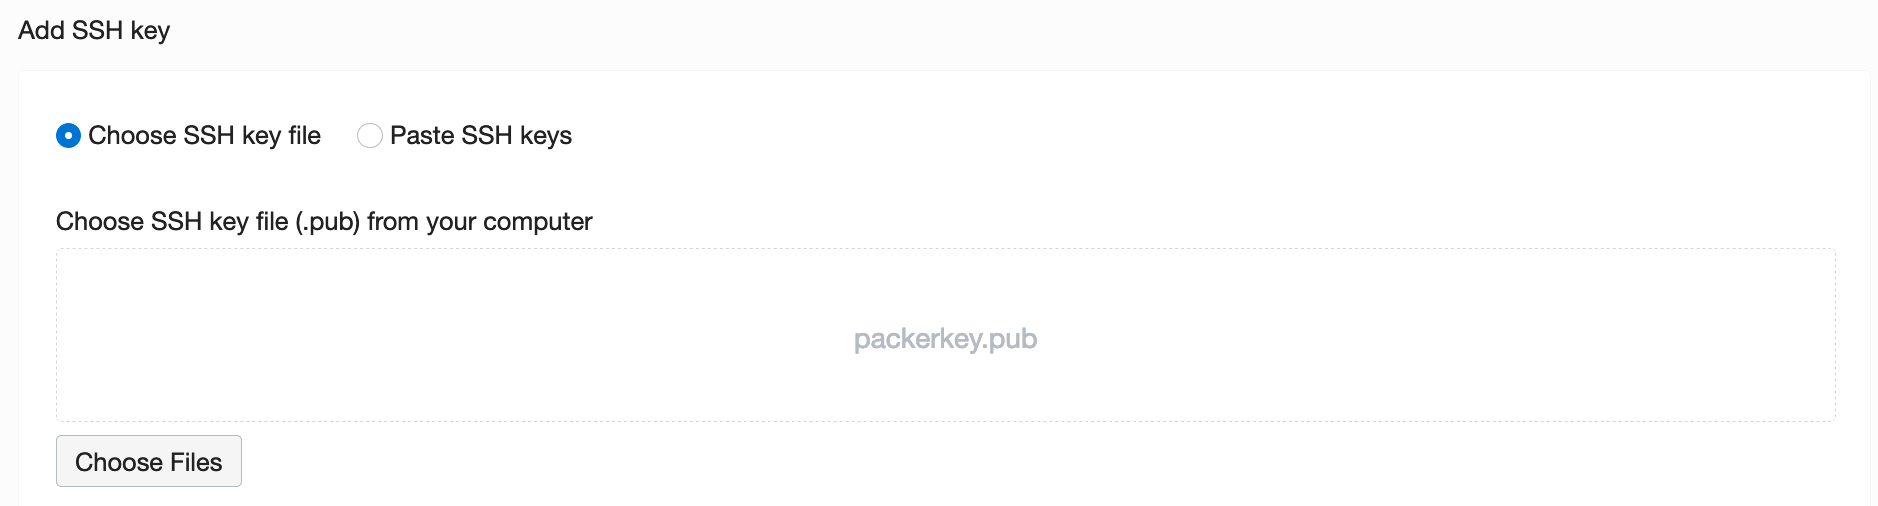 Add SSH key
Choose SSH key file Paste SSH keys
Choose SSH key file (.pub) from your computer
packerkey.pub
Choose Files